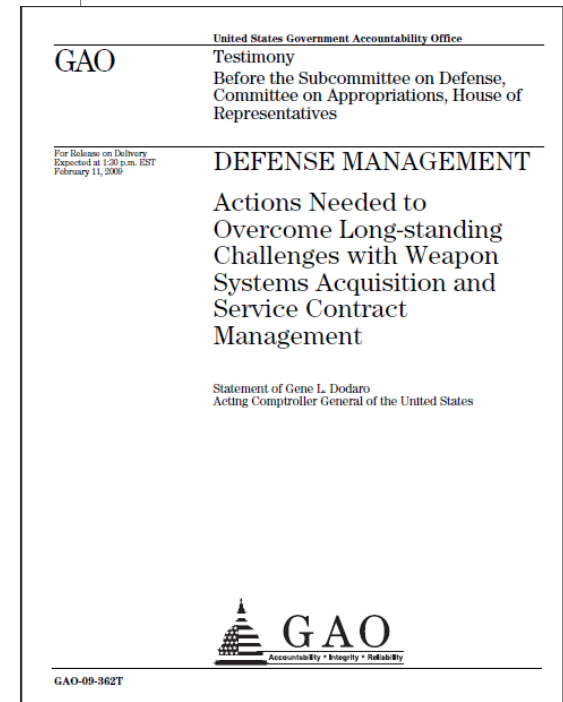 United States Government Accountability Office
GAO
Testimony
Before the Subcommittee on Defense,
Committee on Appropriations, House of
Representatives
For Release on Delivery
Expected at 1:30 p.m. EST
February 11, 2009
DEFENSE MANAGEMENT
Actions Needed to
Overcome Long-standing
Challenges with Weapon
Systems Acquisition and
Service Contract
Management
Statement of Gene L. Dodaro
Acting Comptroller General of the United States
GAO
Accountability * Integrity * Reliability
GAO-09-362T